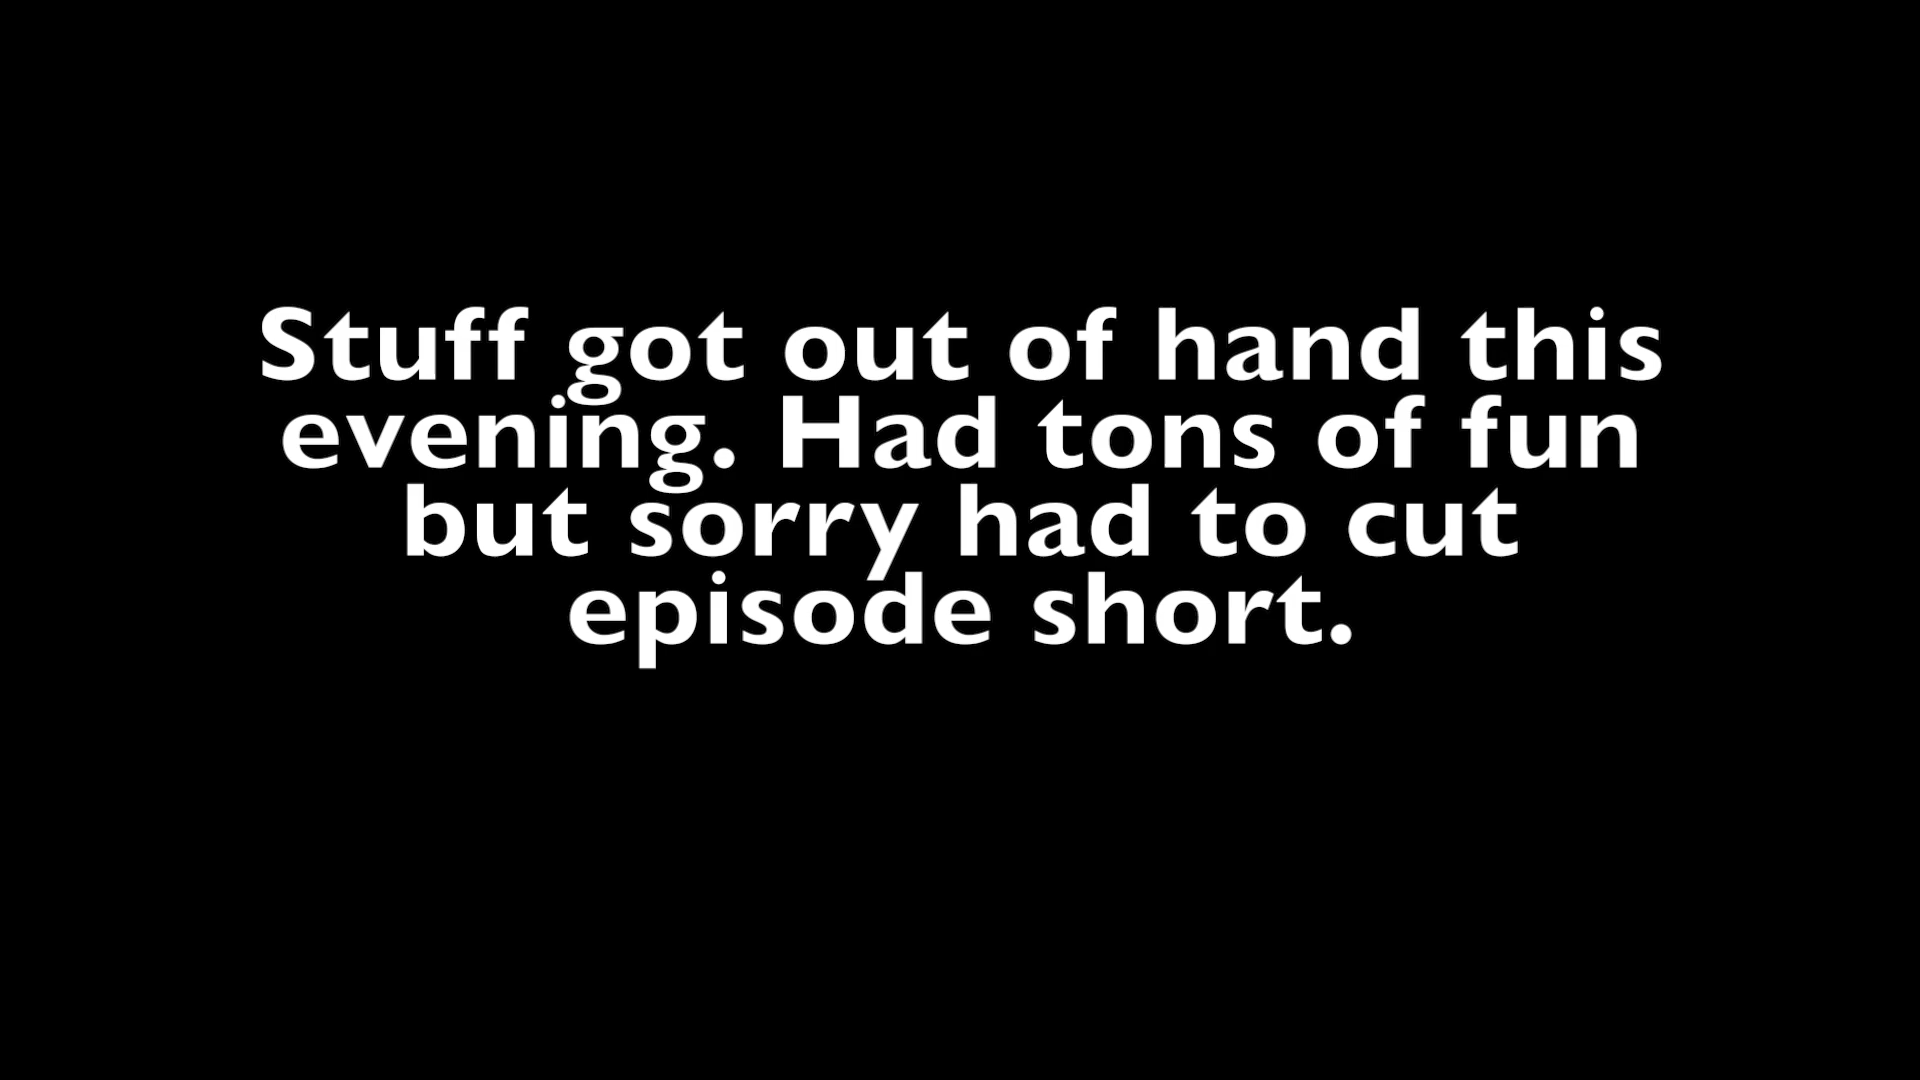 Stuff got out of hand this
evening. Had tons of fun
but sorry had to cut
episode short.